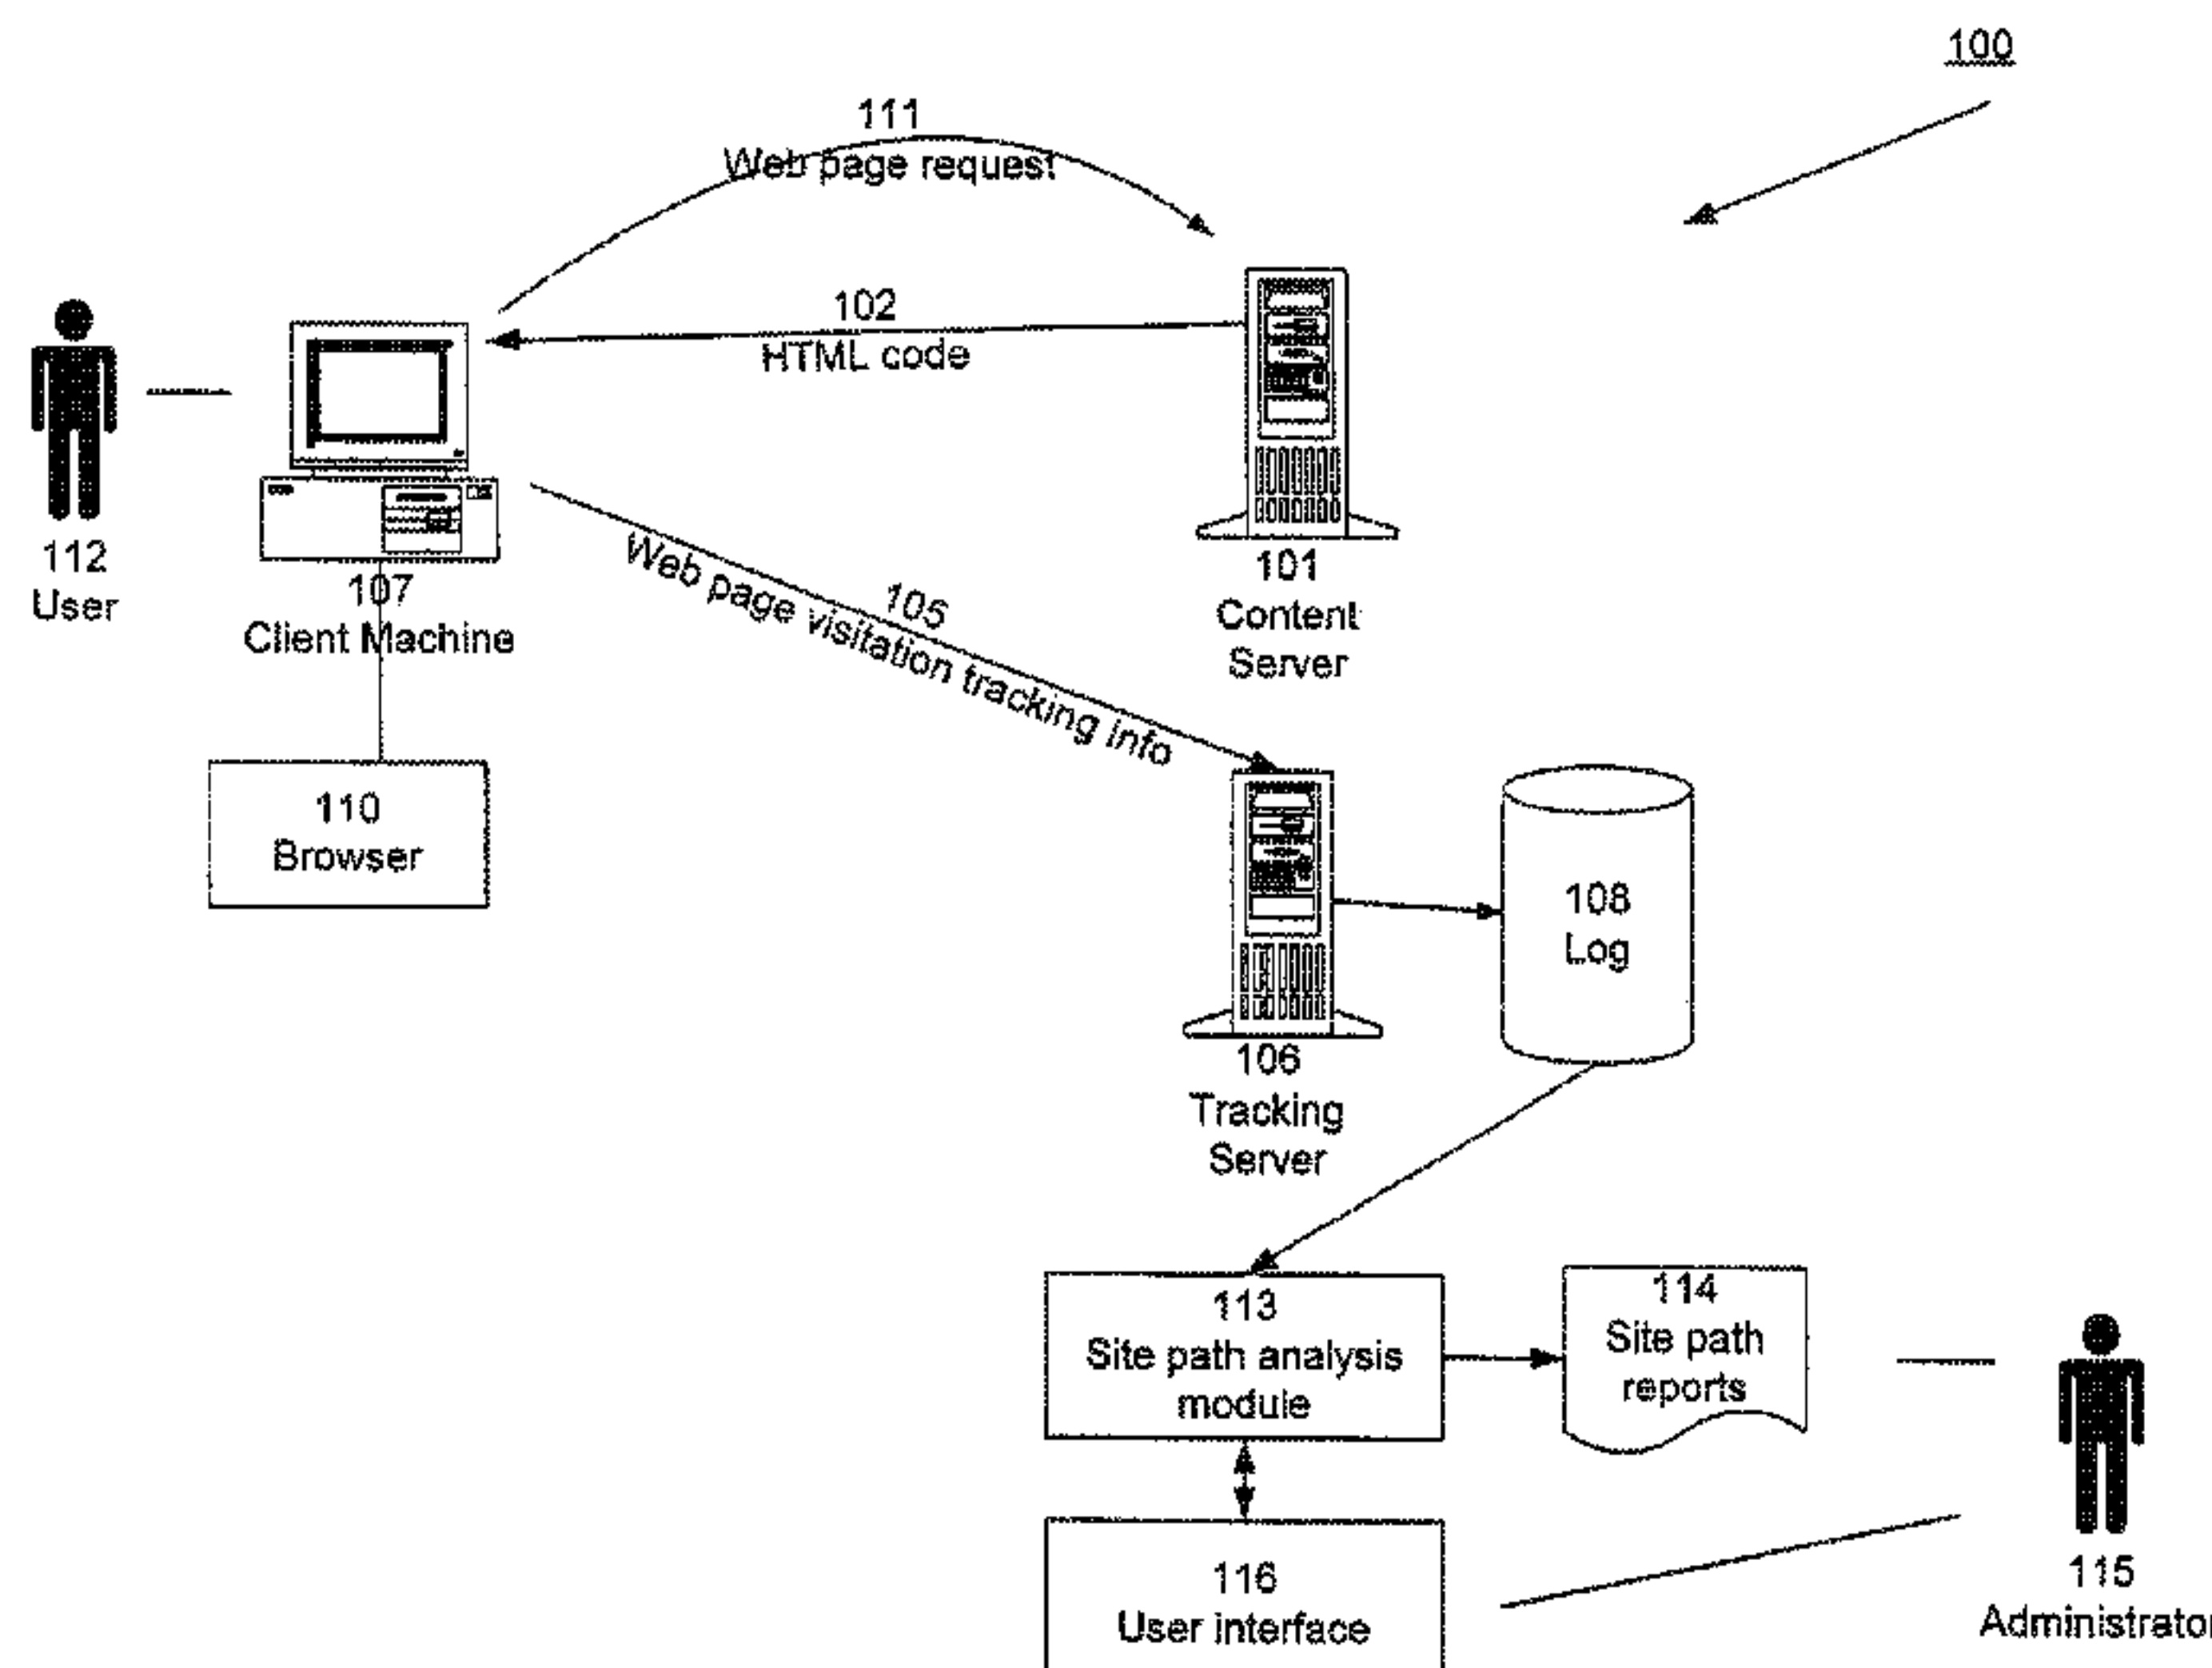 100
111
Web page request
102
HTML code
112
User
107
Client Machine
101
Content
Server
105
Web page visitation tracking info
110
Browser
108
Log
106
Tracking
Server
113
Site path analysis
module
114
Site path
reports
116
User interface
115
Administrator